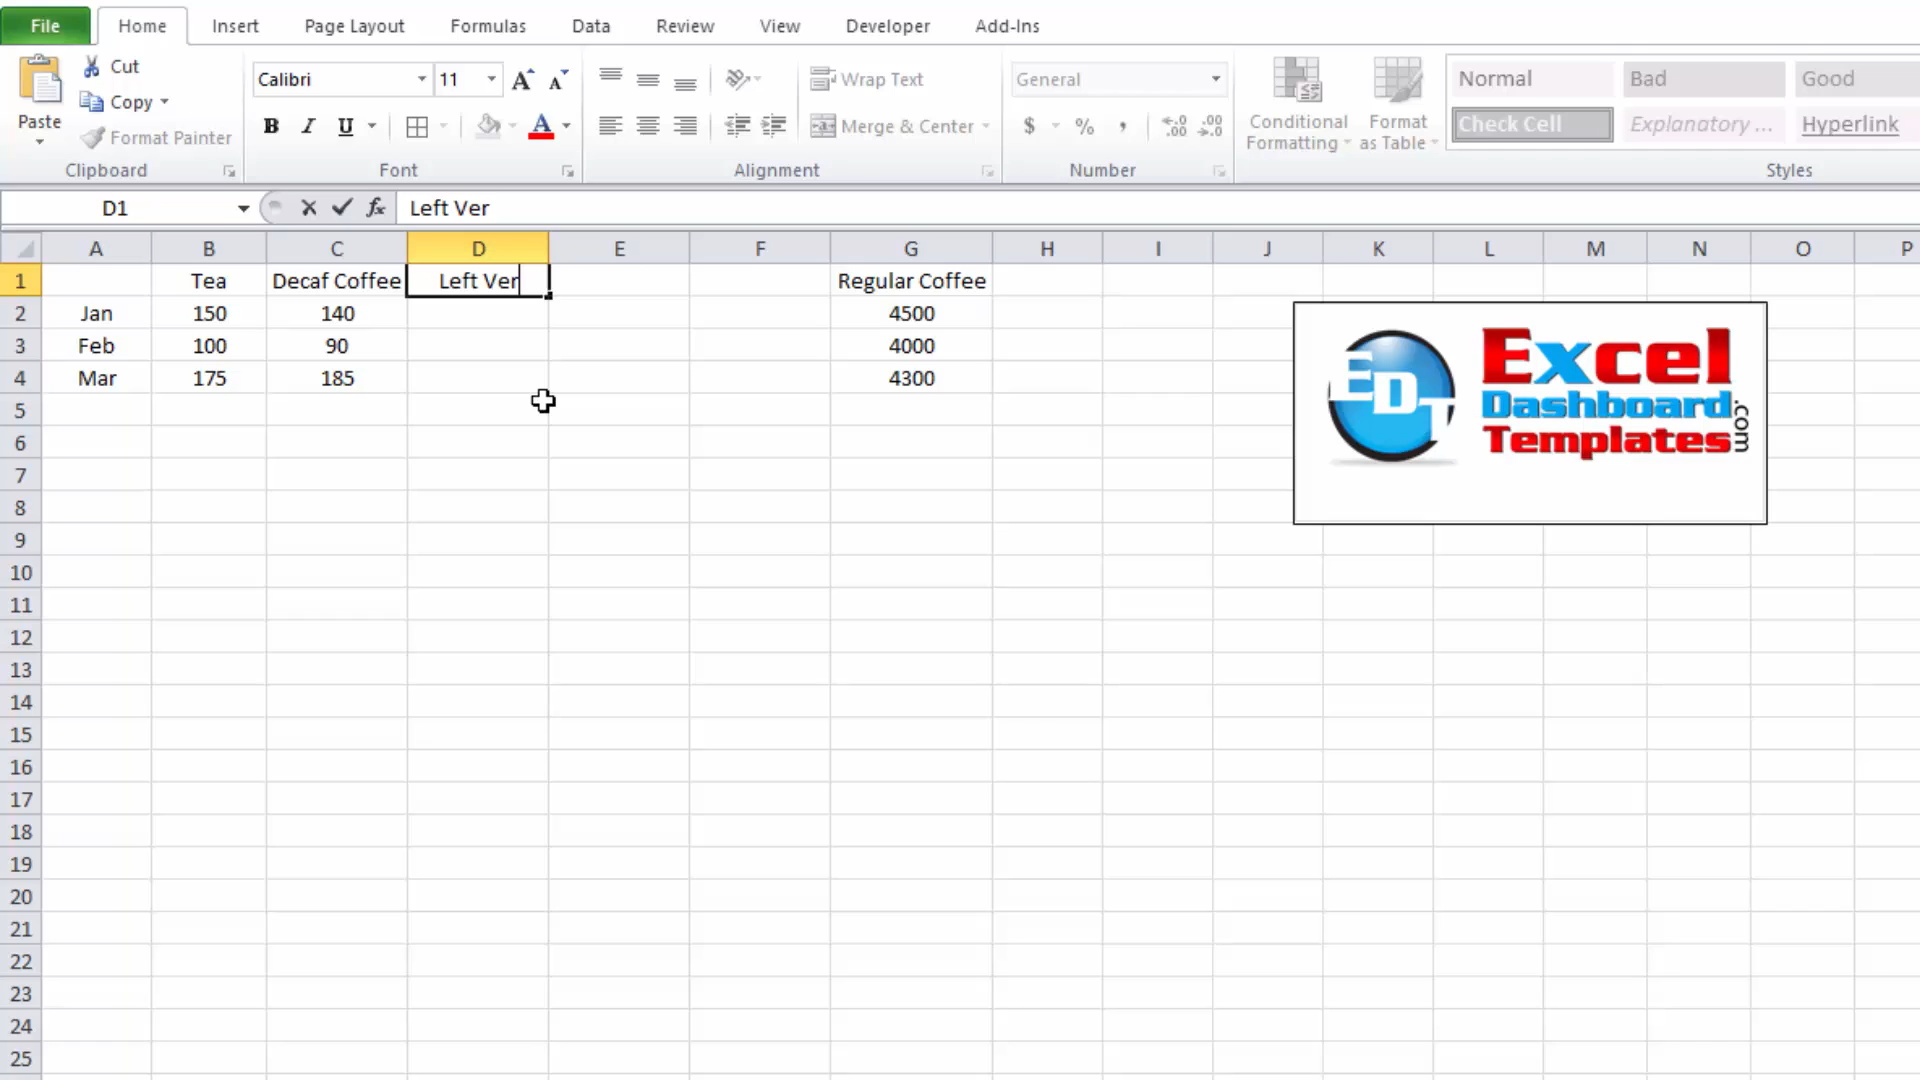 File Home Insert Page Layout Formulas Data Review View Developer Add-Ins
Paste Cut Copy Format Painter
Clipboard
Calibri 11
B I U A
Font
Wrap Text
Merge & Center
Alignment
General
$ % ,
Number
Conditional Formatting
Format as Table
Normal Bad Good
Check Cell Explanatory ... Hyperlink
Styles
D1 fx Left Ver
A B C D E F G H I J K L M N O P
1 Tea Decaf Coffee Left Ver Regular Coffee
2 Jan 150 140 4500
3 Feb 100 90 4000
4 Mar 175 185 4300
5
6
7
8
9
10
11
12
13
14
15
16
17
18
19
20
21
22
23
24
25
EDT
Excel
Dashboard
Templates
.com